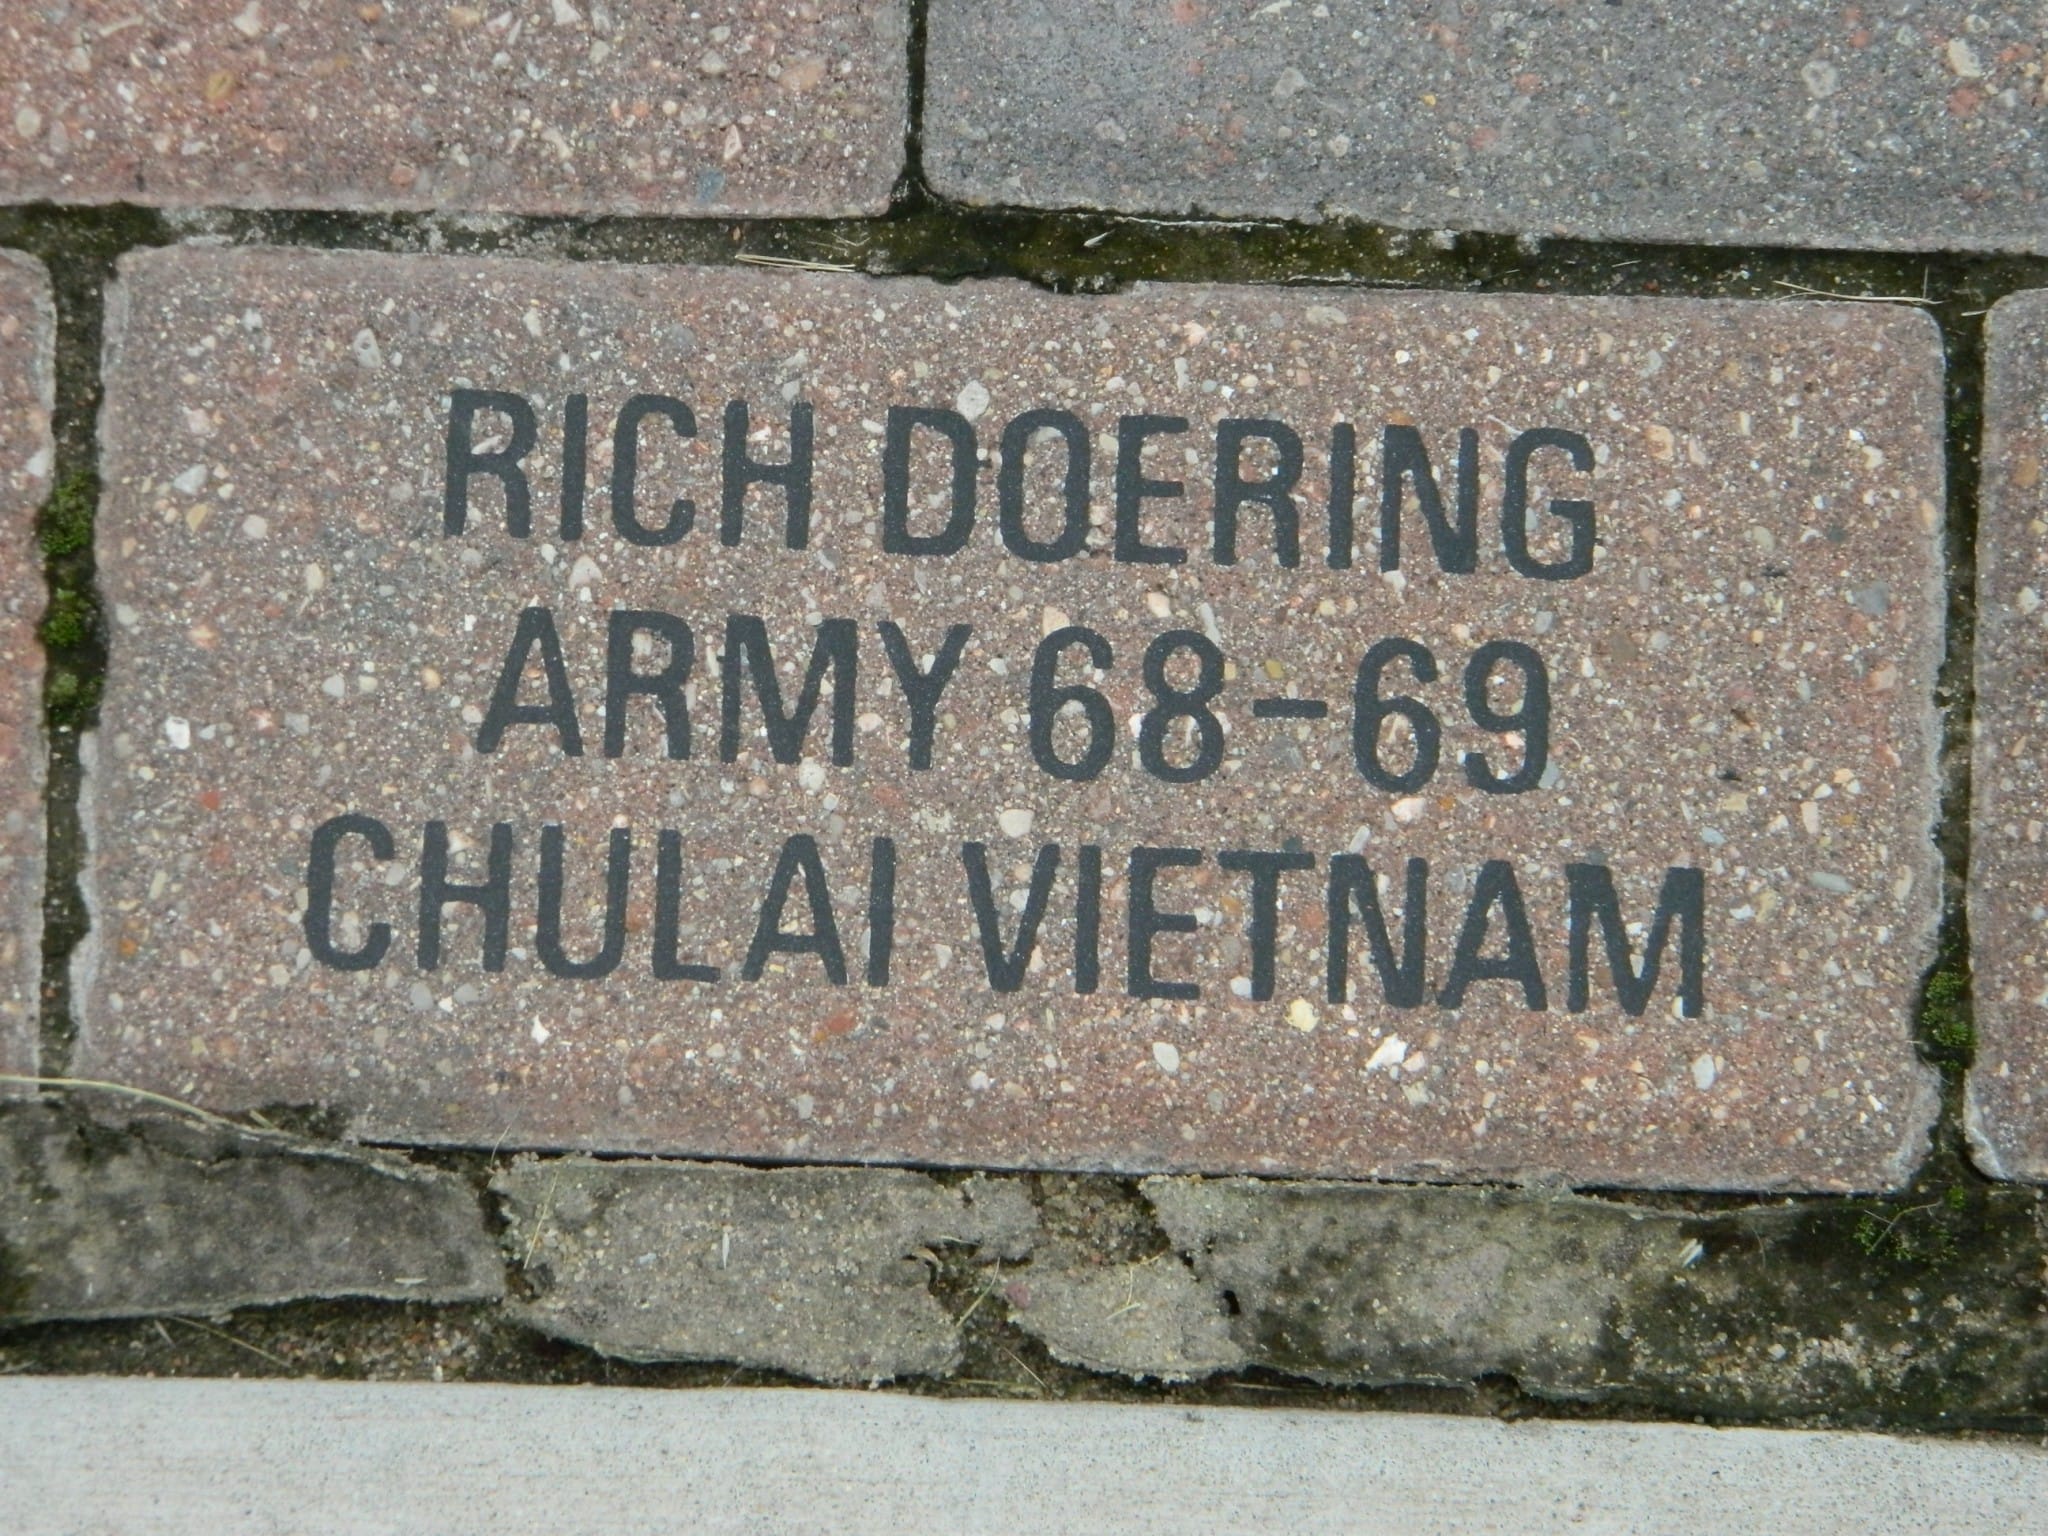 RICH DOERING
ARMY 68-69
CHULAI VIETNAM